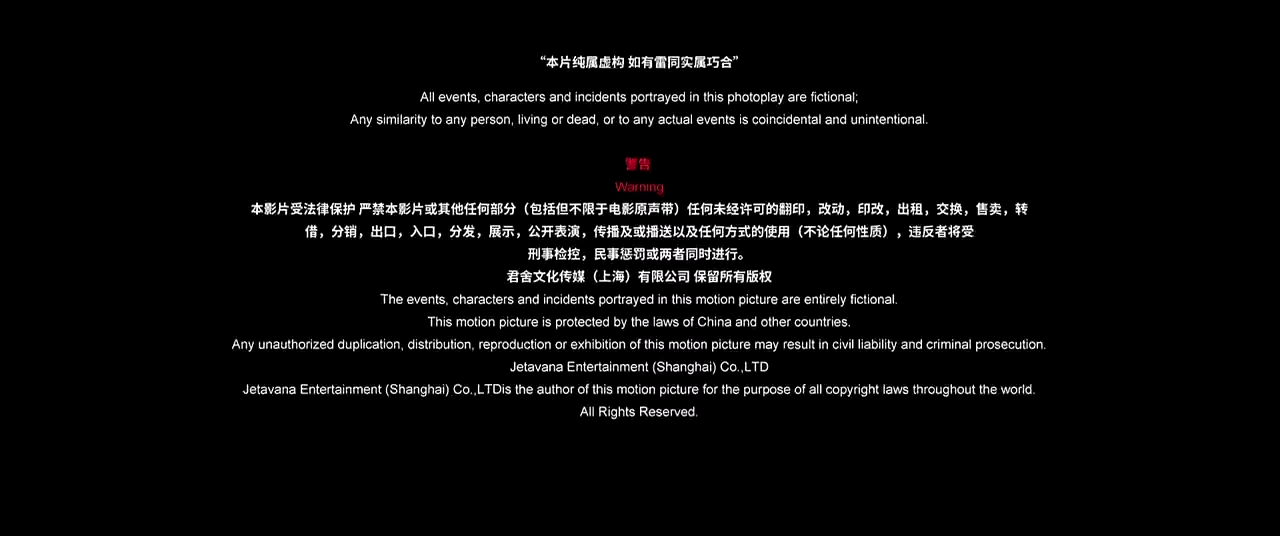 “本片纯属虚构 如有雷同实属巧合”
All events, characters and incidents portrayed in this photoplay are fictional;
Any similarity to any person, living or dead, or to any actual events is coincidental and unintentional.
警告
Warning
本影片受法律保护 严禁本影片或其他任何部分（包括但不限于电影原声带）任何未经许可的翻印，改动，印改，出租，交换，售卖，转
借，分销，出口，入口，分发，展示，公开表演，传播及或播送以及任何方式的使用（不论任何性质），违反者将受
刑事检控，民事惩罚或两者同时进行。
君舍文化传媒（上海）有限公司 保留所有版权
The events, characters and incidents portrayed in this motion picture are entirely fictional.
This motion picture is protected by the laws of China and other countries.
Any unauthorized duplication, distribution, reproduction or exhibition of this motion picture may result in civil liability and criminal prosecution.
Jetavana Entertainment (Shanghai) Co.,LTD
Jetavana Entertainment (Shanghai) Co.,LTDis the author of this motion picture for the purpose of all copyright laws throughout the world.
All Rights Reserved.